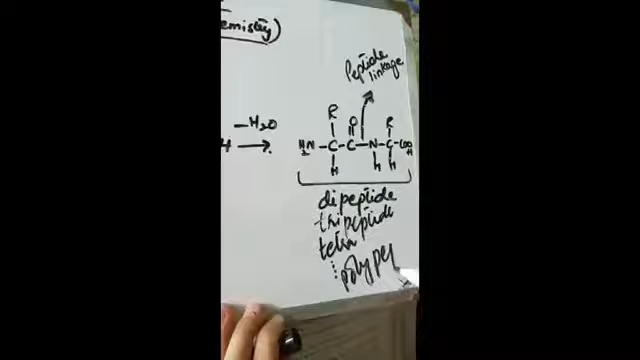 emistry)
Peptide
linkage
R O R
-H2O
H → H2N-C-C-N-C-COOH
H H H
dipeptide
tripeptide
tetra
⋮
polypep